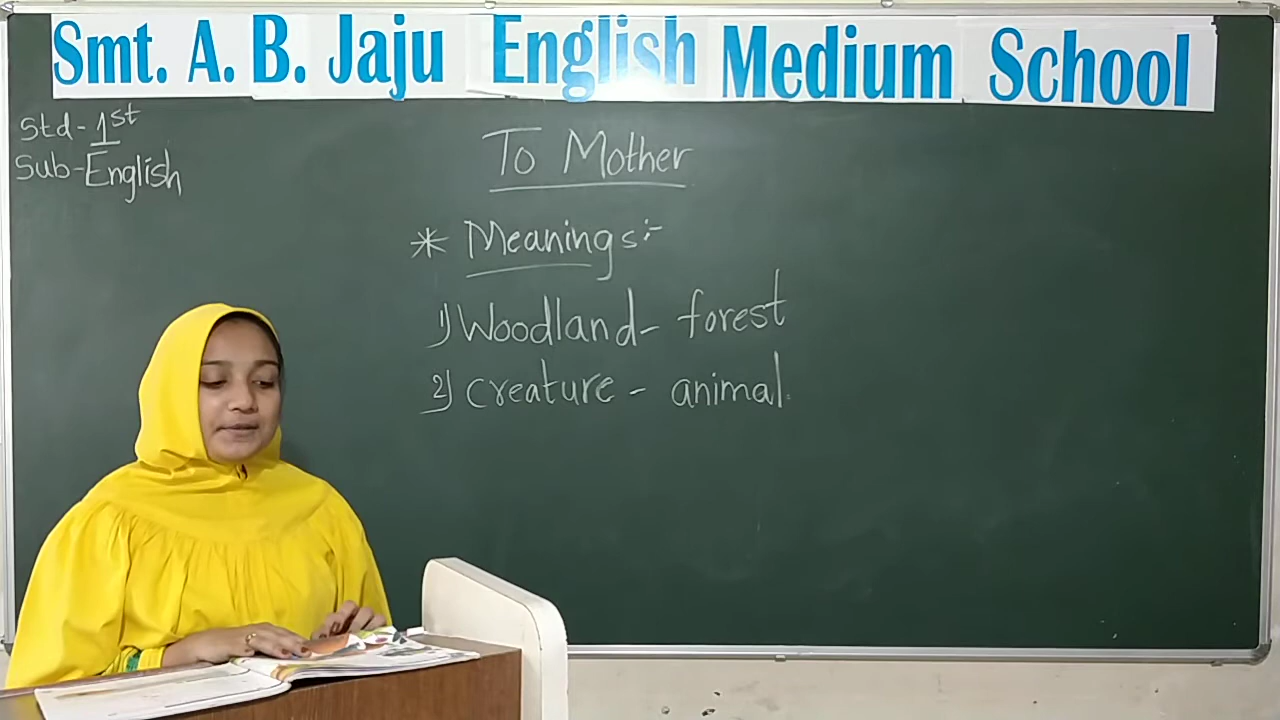 Smt. A. B. Jaju English Medium School
Std - 1st
Sub - English
To Mother
* Meanings :-
1) Woodland - forest
2) Creature - animal.